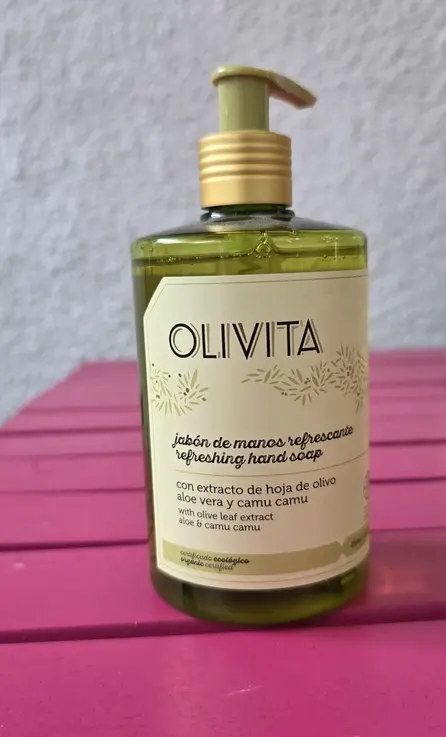 OLIVITA
jabón de manos refrescante
refreshing hand soap
con extracto de hoja de olivo
aloe vera y camu camu
with olive leaf extract
aloe & camu camu
certificado ecológico
organic certified